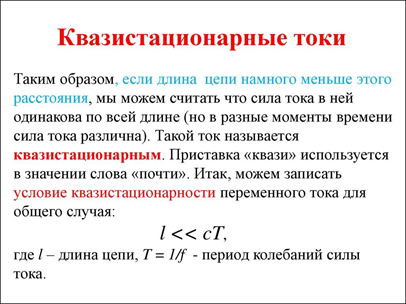 Квазистационарные токи
Таким образом, если длина цепи намного меньше этого
расстояния, мы можем считать что сила тока в ней
одинакова по всей длине (но в разные моменты времени
сила тока различна). Такой ток называется
квазистационарным. Приставка «квази» используется
в значении слова «почти». Итак, можем записать
условие квазистационарности переменного тока для
общего случая:
l << cT,
где l – длина цепи, T = 1/f - период колебаний силы
тока.